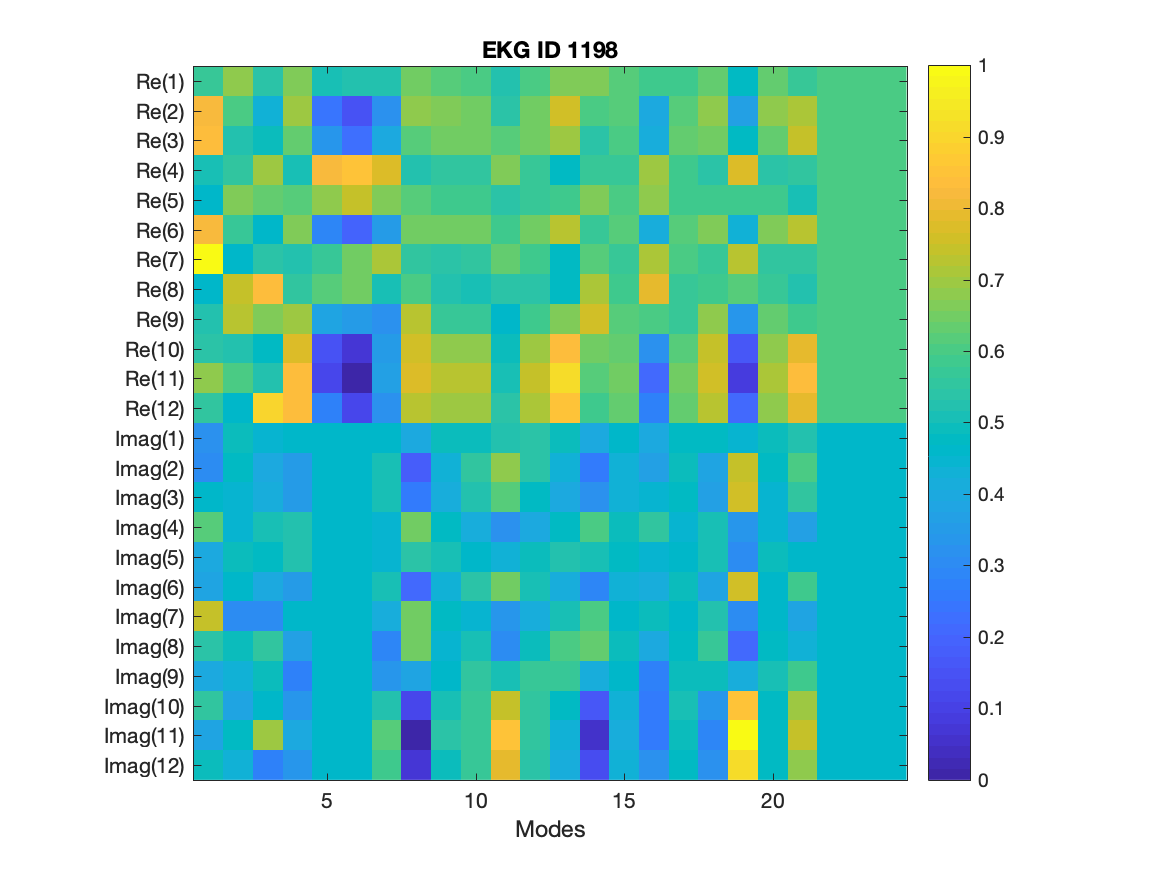 EKG ID 1198
Re(1)
Re(2)
Re(3)
Re(4)
Re(5)
Re(6)
Re(7)
Re(8)
Re(9)
Re(10)
Re(11)
Re(12)
Imag(1)
Imag(2)
Imag(3)
Imag(4)
Imag(5)
Imag(6)
Imag(7)
Imag(8)
Imag(9)
Imag(10)
Imag(11)
Imag(12)
5 10 15 20
Modes
1
0.9
0.8
0.7
0.6
0.5
0.4
0.3
0.2
0.1
0